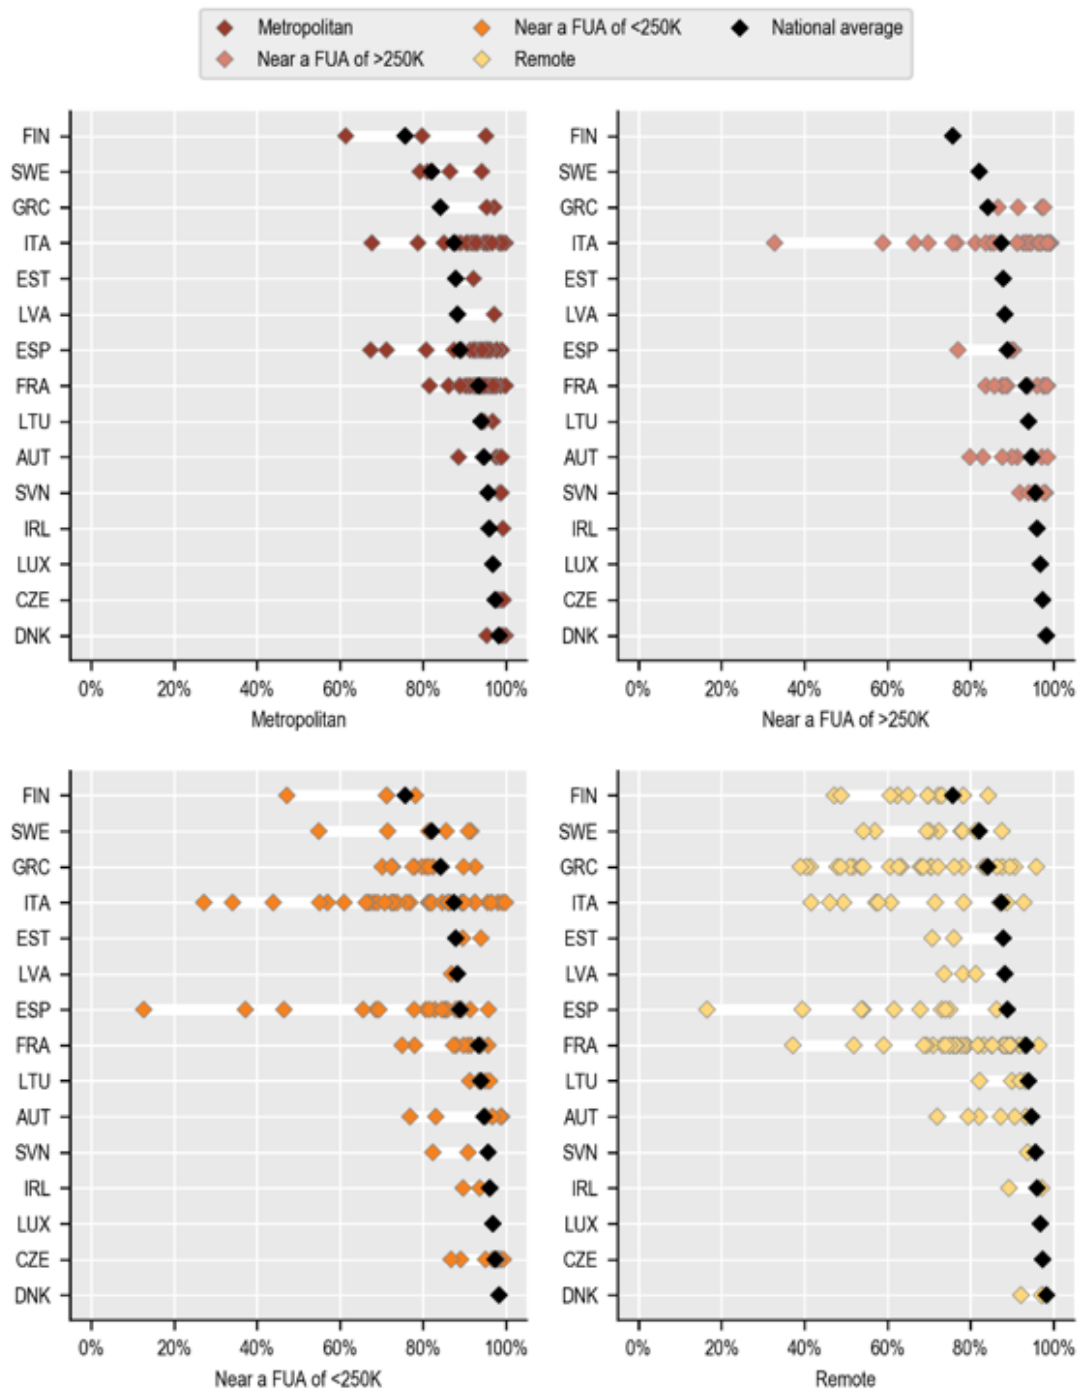 Metropolitan Near a FUA of <250K National average
Near a FUA of >250K Remote
FIN
SWE
GRC
ITA
EST
LVA
ESP
FRA
LTU
AUT
SVN
IRL
LUX
CZE
DNK
0% 20% 40% 60% 80% 100%
Metropolitan
FIN
SWE
GRC
ITA
EST
LVA
ESP
FRA
LTU
AUT
SVN
IRL
LUX
CZE
DNK
0% 20% 40% 60% 80% 100%
Near a FUA of >250K
FIN
SWE
GRC
ITA
EST
LVA
ESP
FRA
LTU
AUT
SVN
IRL
LUX
CZE
DNK
0% 20% 40% 60% 80% 100%
Near a FUA of <250K
FIN
SWE
GRC
ITA
EST
LVA
ESP
FRA
LTU
AUT
SVN
IRL
LUX
CZE
DNK
0% 20% 40% 60% 80% 100%
Remote